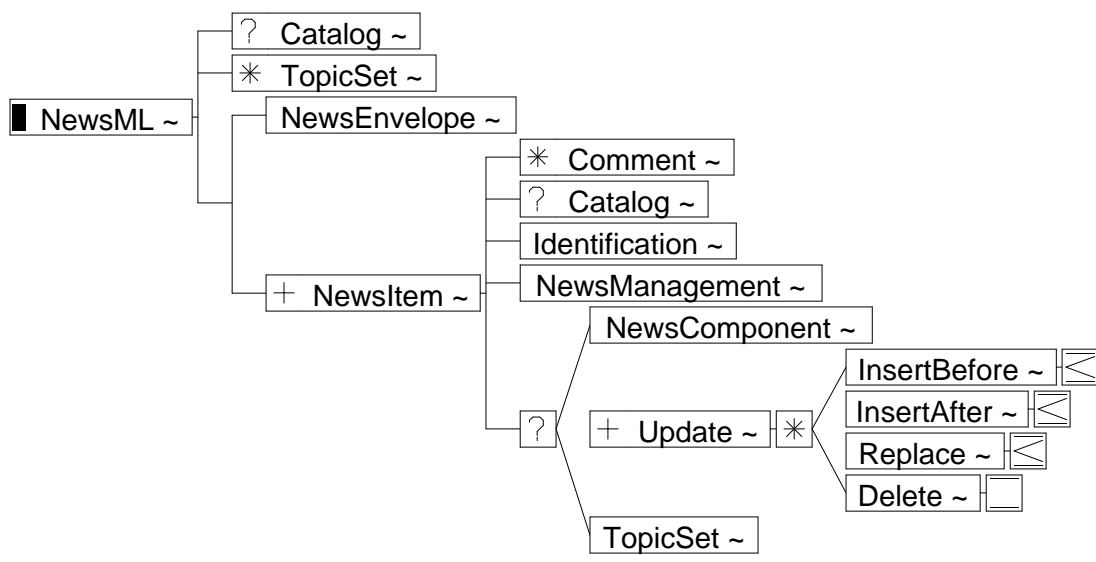 ? Catalog ~
* TopicSet ~
NewsML ~
NewsEnvelope ~
* Comment ~
? Catalog ~
Identification ~
NewsManagement ~
+ NewsItem ~
NewsComponent ~
InsertBefore ~
InsertAfter ~
? + Update ~ *
Replace ~
Delete ~
TopicSet ~